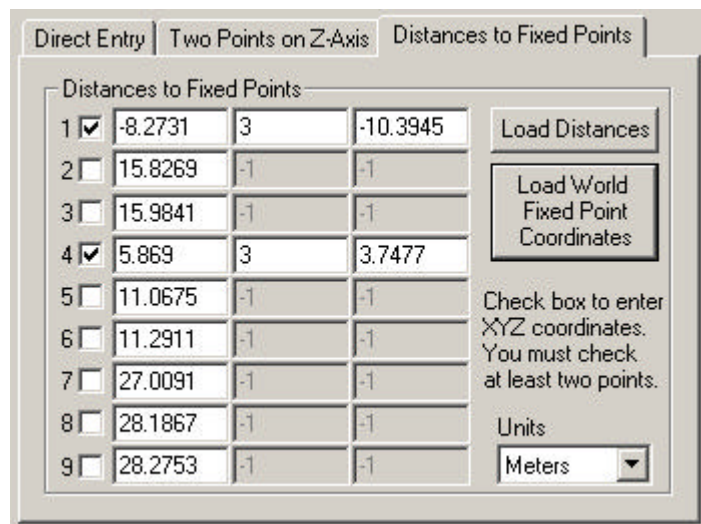 Direct Entry Two Points on Z-Axis Distances to Fixed Points
Distances to Fixed Points
1 -8.2731 3 -10.3945
2 15.8269 -1 -1
3 15.9841 -1 -1
4 5.869 3 3.7477
5 11.0675 -1 -1
6 11.2911 -1 -1
7 27.0091 -1 -1
8 28.1867 -1 -1
9 28.2753 -1 -1
Load Distances
Load World
Fixed Point
Coordinates
Check box to enter
XYZ coordinates.
You must check
at least two points.
Units
Meters